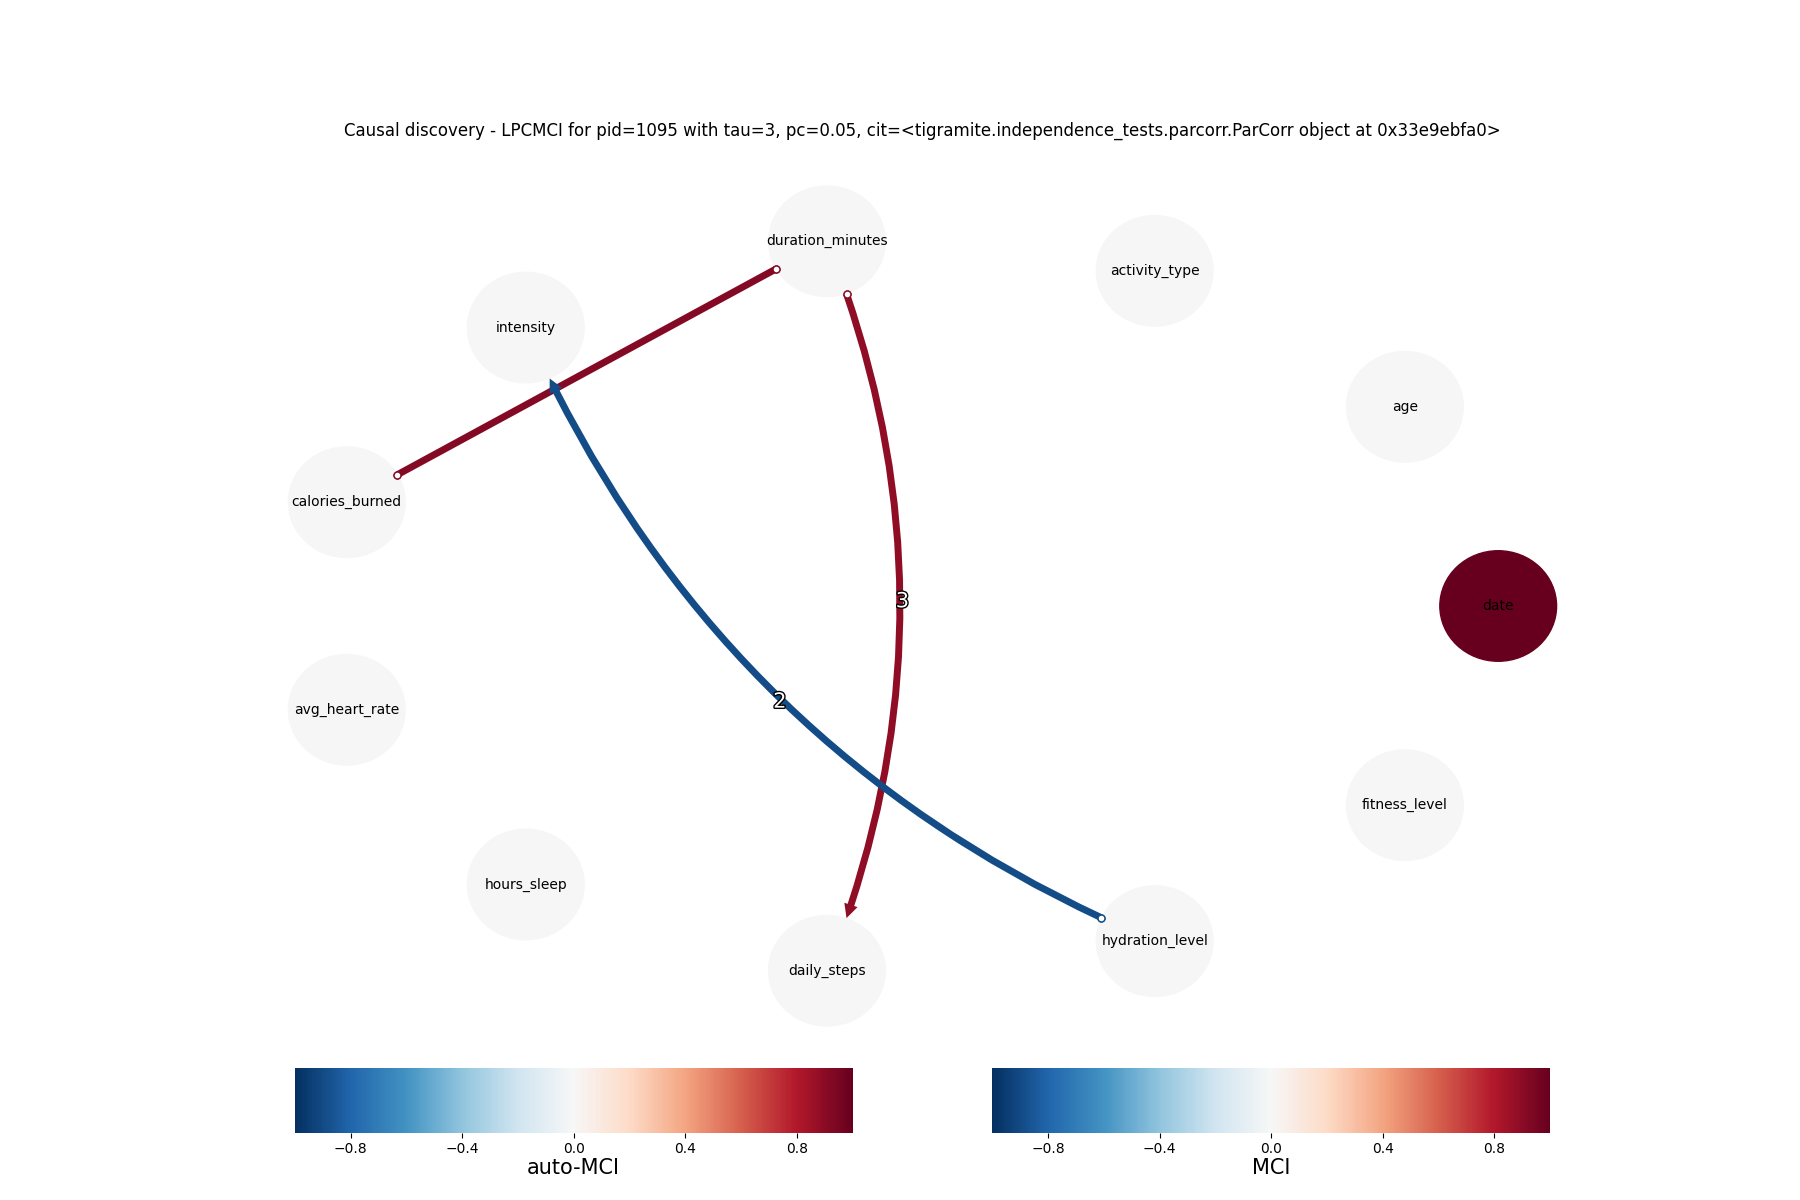 Causal discovery - LPCMCI for pid=1095 with tau=3, pc=0.05, cit=<tigramite.independence_tests.parcorr.ParCorr object at 0x33e9ebfa0>
duration_minutes
activity_type
intensity
age
calories_burned
3
date
2
avg_heart_rate
fitness_level
hours_sleep
hydration_level
daily_steps
−0.8 −0.4 0.0 0.4 0.8
auto-MCI
−0.8 −0.4 0.0 0.4 0.8
MCI